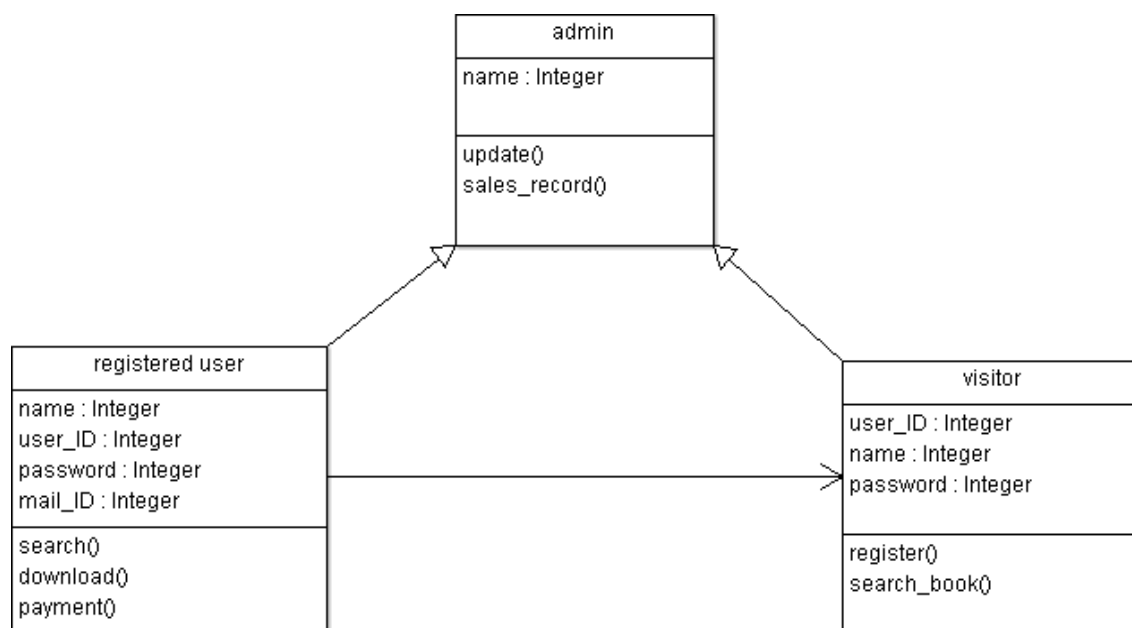 admin
name : Integer
update()
sales_record()
registered user
name : Integer
user_ID : Integer
password : Integer
mail_ID : Integer
search()
download()
payment()
visitor
user_ID : Integer
name : Integer
password : Integer
register()
search_book()